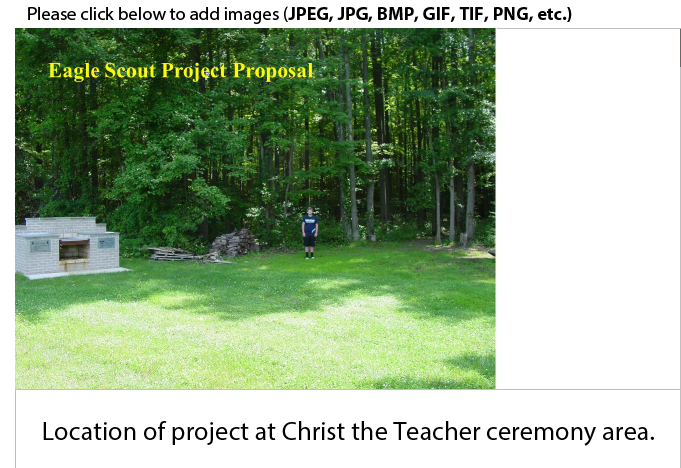 Please click below to add images (JPEG, JPG, BMP, GIF, TIF, PNG, etc.)
Eagle Scout Project Proposal
Location of project at Christ the Teacher ceremony area.